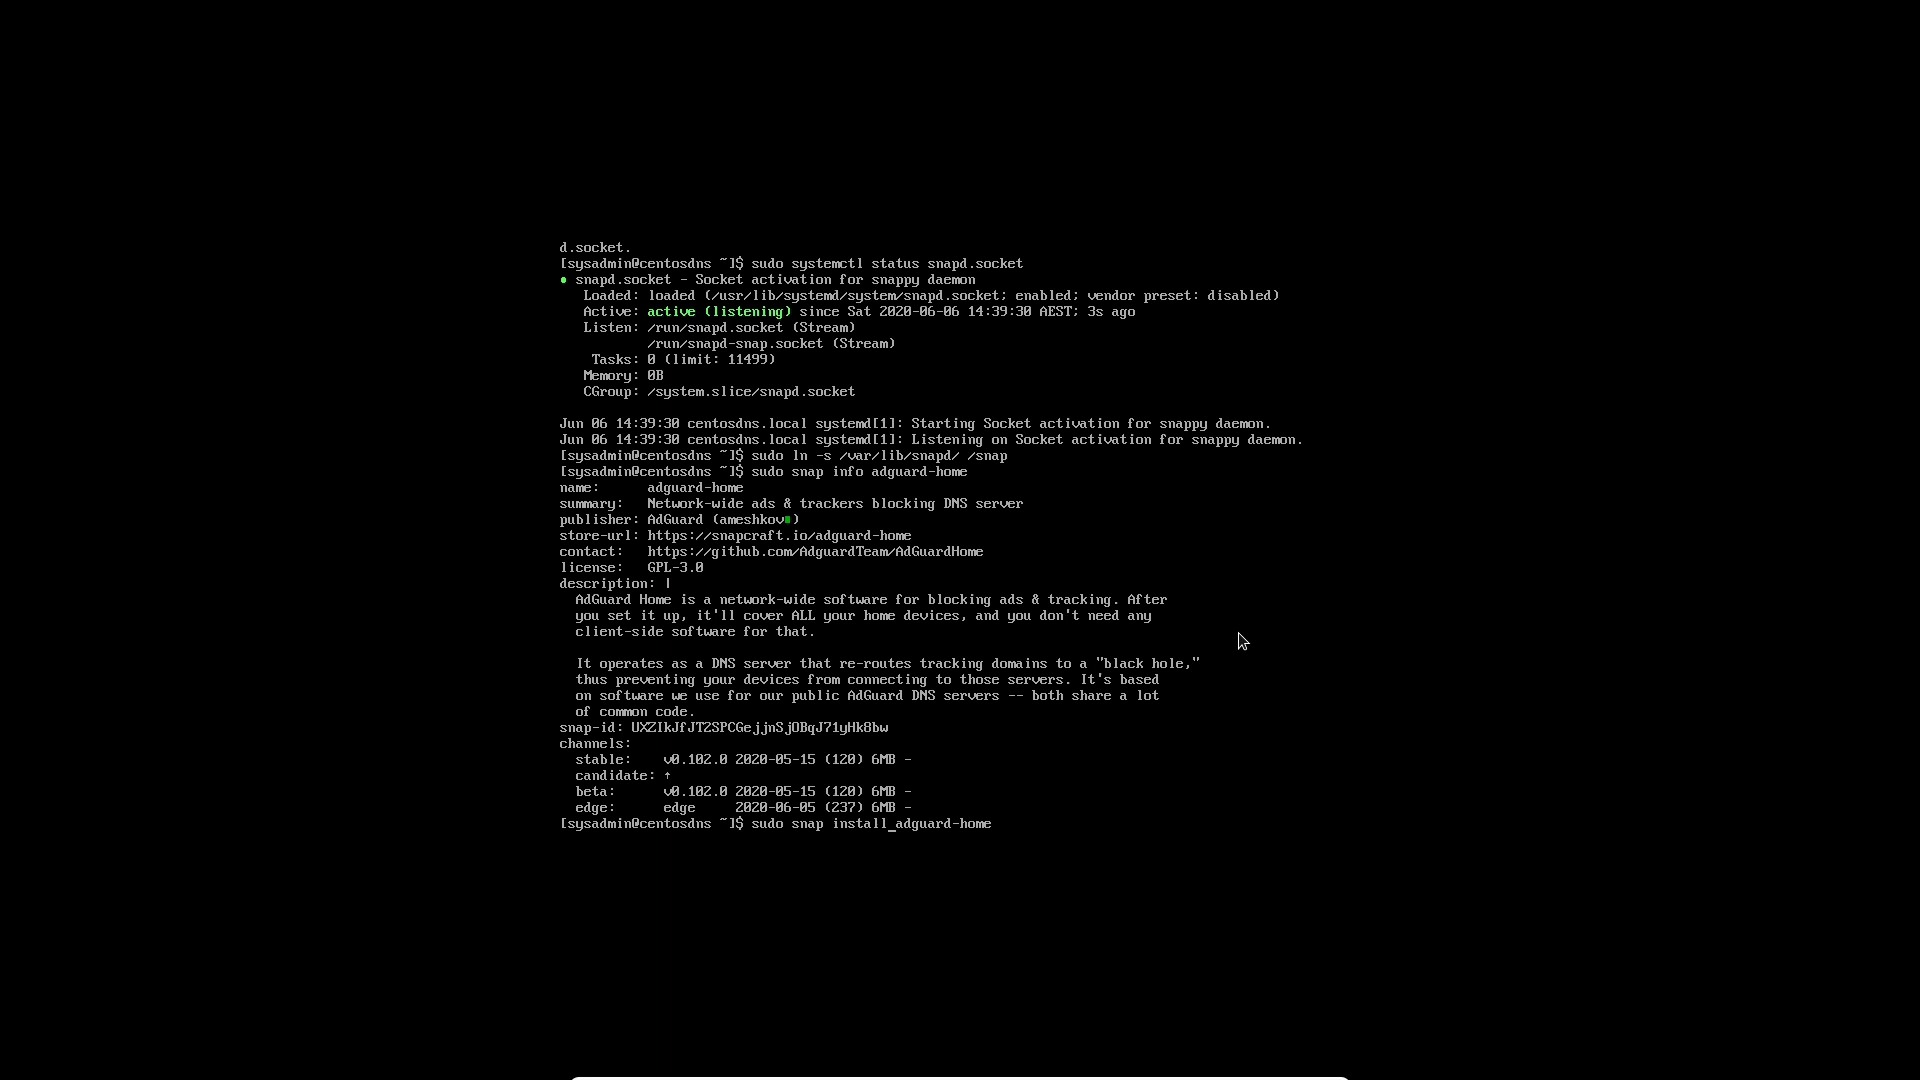 d.socket.
[sysadmin@centosdns ~]$ sudo systemctl status snapd.socket
● snapd.socket - Socket activation for snappy daemon
   Loaded: loaded (/usr/lib/systemd/system/snapd.socket; enabled; vendor preset: disabled)
   Active: active (listening) since Sat 2020-06-06 14:39:30 AEST; 3s ago
   Listen: /run/snapd.socket (Stream)
           /run/snapd-snap.socket (Stream)
    Tasks: 0 (limit: 11499)
   Memory: 0B
   CGroup: /system.slice/snapd.socket
Jun 06 14:39:30 centosdns.local systemd[1]: Starting Socket activation for snappy daemon.
Jun 06 14:39:30 centosdns.local systemd[1]: Listening on Socket activation for snappy daemon.
[sysadmin@centosdns ~]$ sudo ln -s /var/lib/snapd/ /snap
[sysadmin@centosdns ~]$ sudo snap info adguard-home
name:      adguard-home
summary:   Network-wide ads & trackers blocking DNS server
publisher: AdGuard (ameshkov▪)
store-url: https://snapcraft.io/adguard-home
contact:   https://github.com/AdguardTeam/AdGuardHome
license:   GPL-3.0
description: |
  AdGuard Home is a network-wide software for blocking ads & tracking. After
  you set it up, it'll cover ALL your home devices, and you don't need any
  client-side software for that.
  It operates as a DNS server that re-routes tracking domains to a "black hole,"
  thus preventing your devices from connecting to those servers. It's based
  on software we use for our public AdGuard DNS servers -- both share a lot
  of common code.
snap-id: UXZIkJfJT2SPCGejjnSjOBqJ71yHk8bw
channels:
  stable:    v0.102.0 2020-05-15 (120) 6MB -
  candidate: ↑
  beta:      v0.102.0 2020-05-15 (120) 6MB -
  edge:      edge     2020-06-05 (237) 6MB -
[sysadmin@centosdns ~]$ sudo snap install_adguard-home